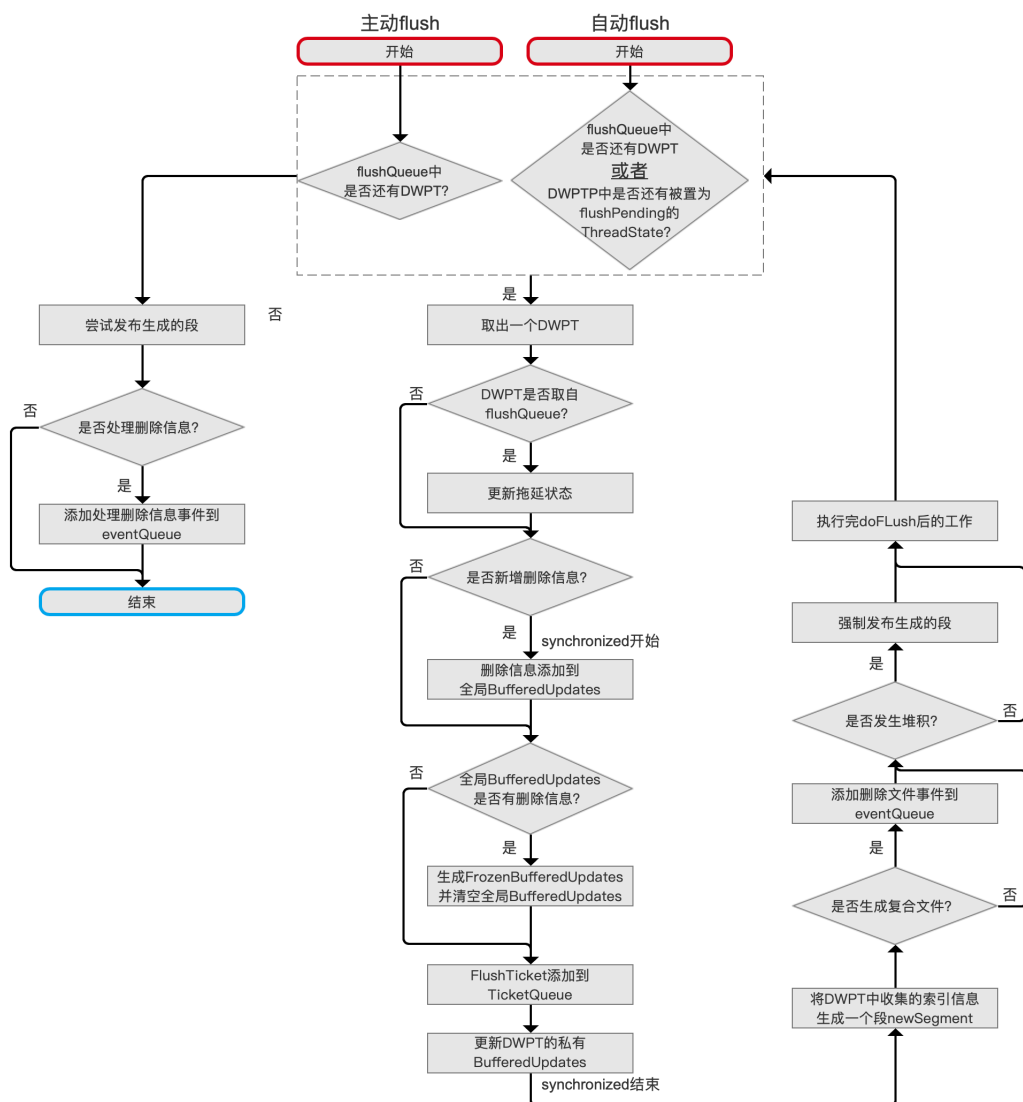 主动flush
自动flush
开始
开始
flushQueue中
是否还有DWPT?
flushQueue中
是否还有DWPT
或者
DWPTP中是否还有被置为
flushPending的
ThreadState?
是
否
尝试发布生成的段
是否处理删除信息?
否
是
添加处理删除信息事件到
eventQueue
结束
取出一个DWPT
DWPT是否取自
flushQueue?
否
是
更新拖延状态
是否新增删除信息?
否
是
synchronized开始
删除信息添加到
全局BufferedUpdates
全局BufferedUpdates
是否有删除信息?
否
是
生成FrozenBufferedUpdates
并清空全局BufferedUpdates
FlushTicket添加到
TicketQueue
更新DWPT的私有
BufferedUpdates
synchronized结束
将DWPT中收集的索引信息
生成一个段newSegment
是否生成复合文件?
否
是
添加删除文件事件到
eventQueue
是否发生堆积?
否
是
强制发布生成的段
执行完doFLush后的工作